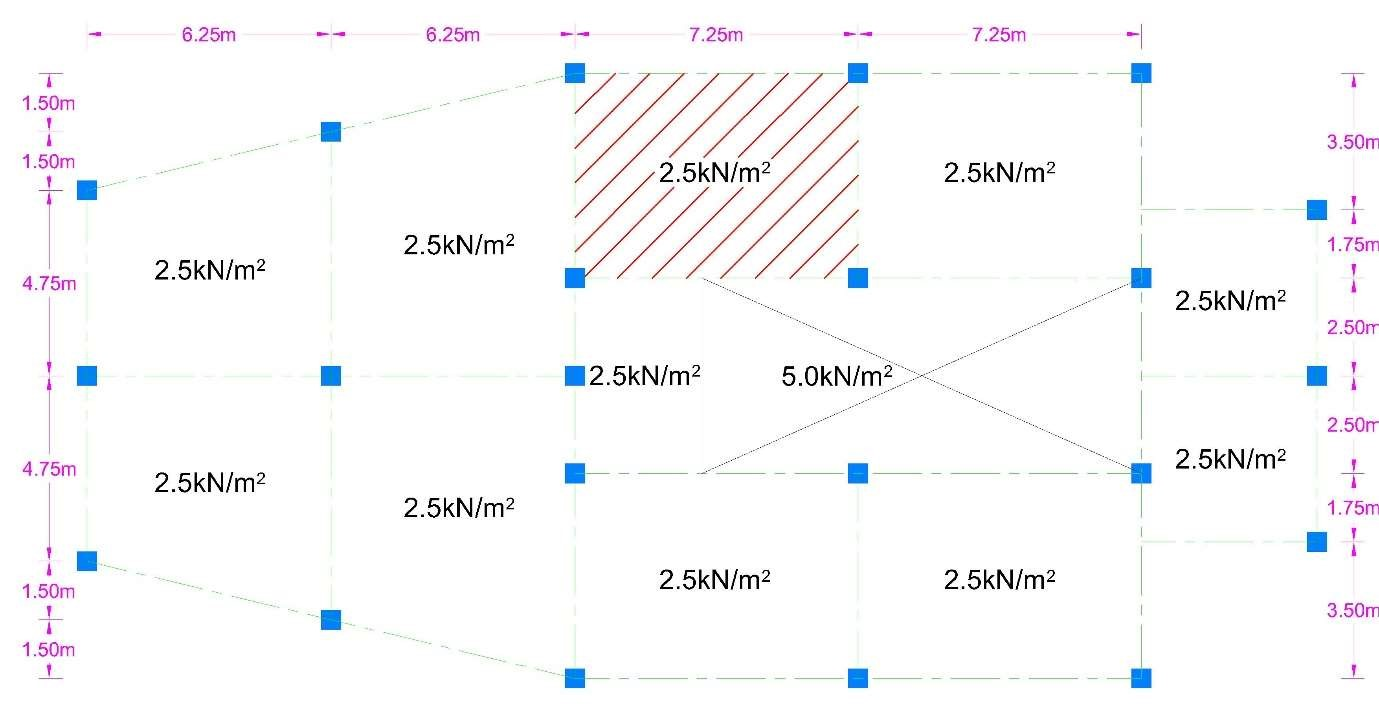 6.25m 6.25m 7.25m 7.25m
1.50m
3.50m
1.50m
2.5kN/m² 2.5kN/m²
2.5kN/m² 1.75m
2.5kN/m²
4.75m
2.5kN/m²
2.50m
2.5kN/m² 5.0kN/m²
2.50m
4.75m
2.5kN/m²
2.5kN/m²
2.5kN/m² 1.75m
2.5kN/m² 2.5kN/m²
1.50m
3.50m
1.50m